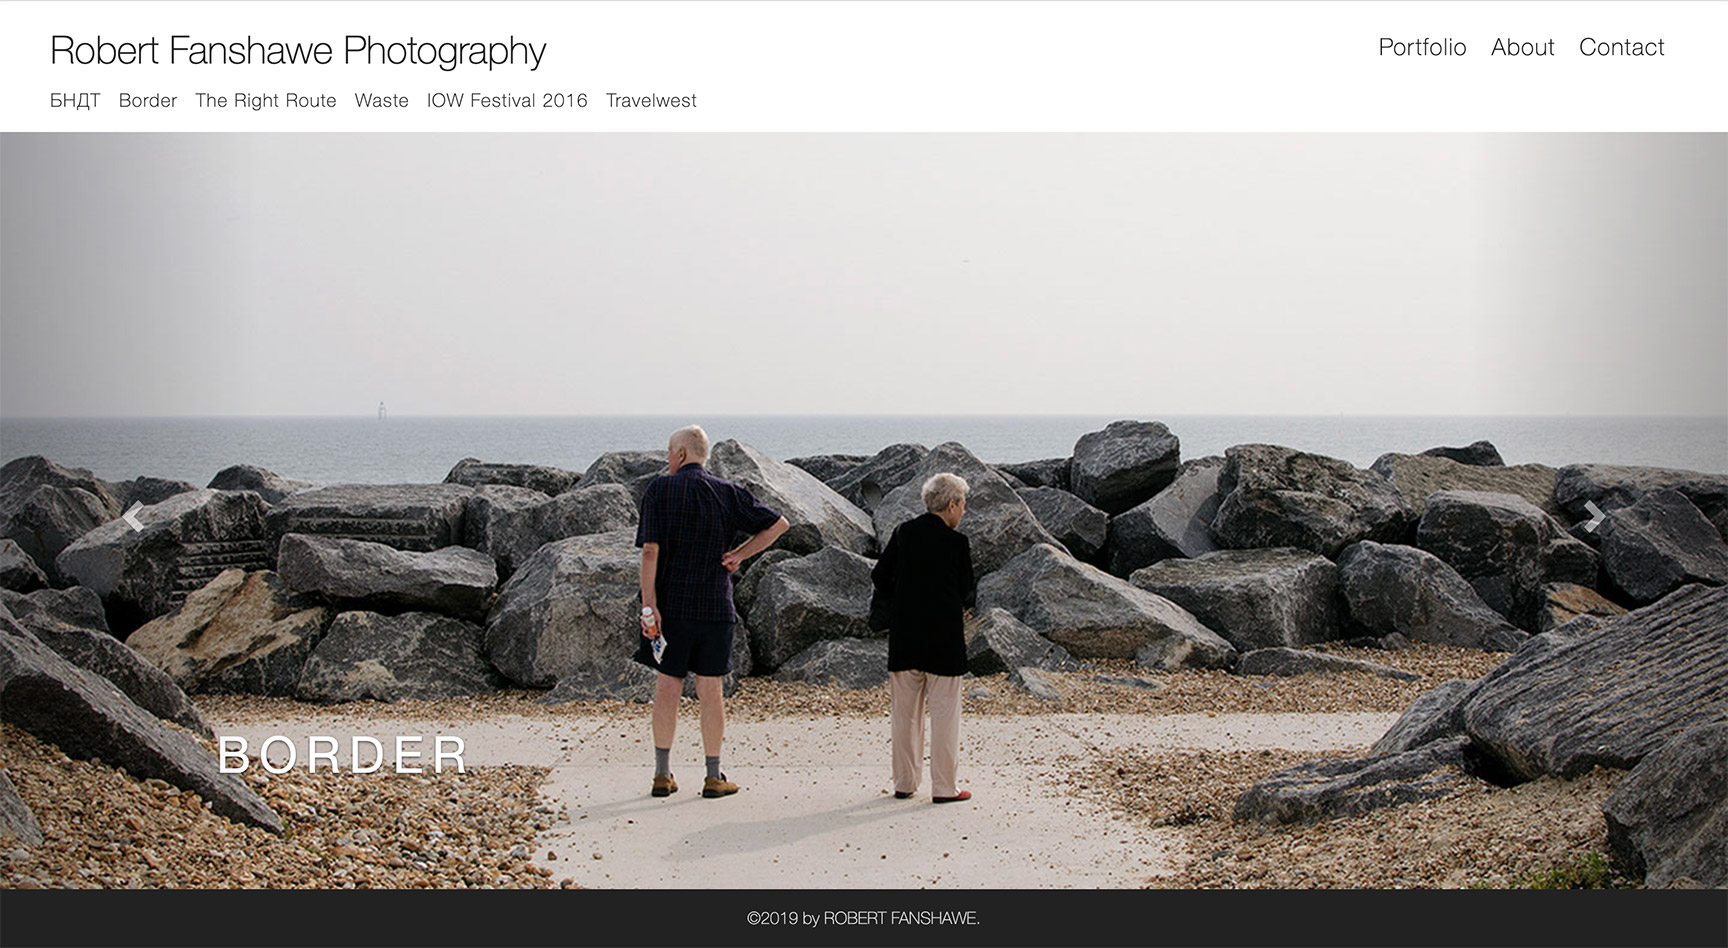 Robert Fanshawe Photography
Portfolio About Contact
БНДТ Border The Right Route Waste IOW Festival 2016 Travelwest
BORDER
©2019 by ROBERT FANSHAWE.